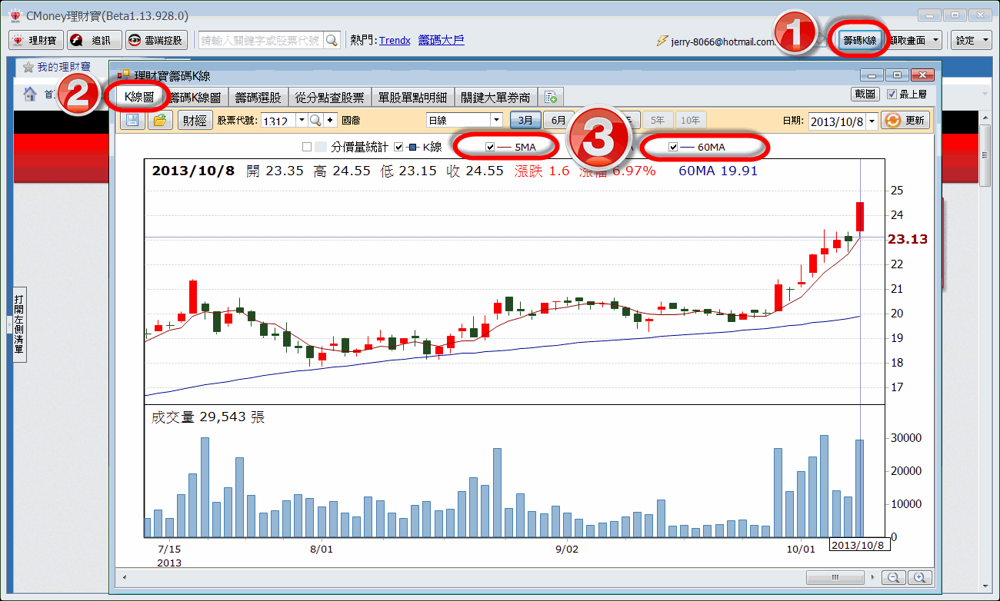 CMoney理財寶(Beta1.13.928.0)
理財寶 追訊 雲端控股 請輸入關鍵字或股票代號 熱門: Trendx 籌碼大戶 jerry-8066@hotmail.com 1 籌碼K線 擷取畫面 設定
我的理財寶
理財寶籌碼K線
首 2 K線圖 籌碼K線圖 籌碼選股 從分點查股票 單股單點明細 關鍵大單券商 截圖 最上層
財經 股票代號: 1312 國喬 日線 3月 6月 3 5年 10年 日期: 2013/10/8 更新
分價量統計 K線 5MA 60MA
2013/10/8 開 23.35 高 24.55 低 23.15 收 24.55 漲跌 1.6 漲幅 6.97% 60MA 19.91
25
24
23.13
22
21
20
19
18
17
打開左側清單
成交量 29,543 張
30000
20000
10000
0
7/15 8/01 9/02 10/01 2013/10/8
2013